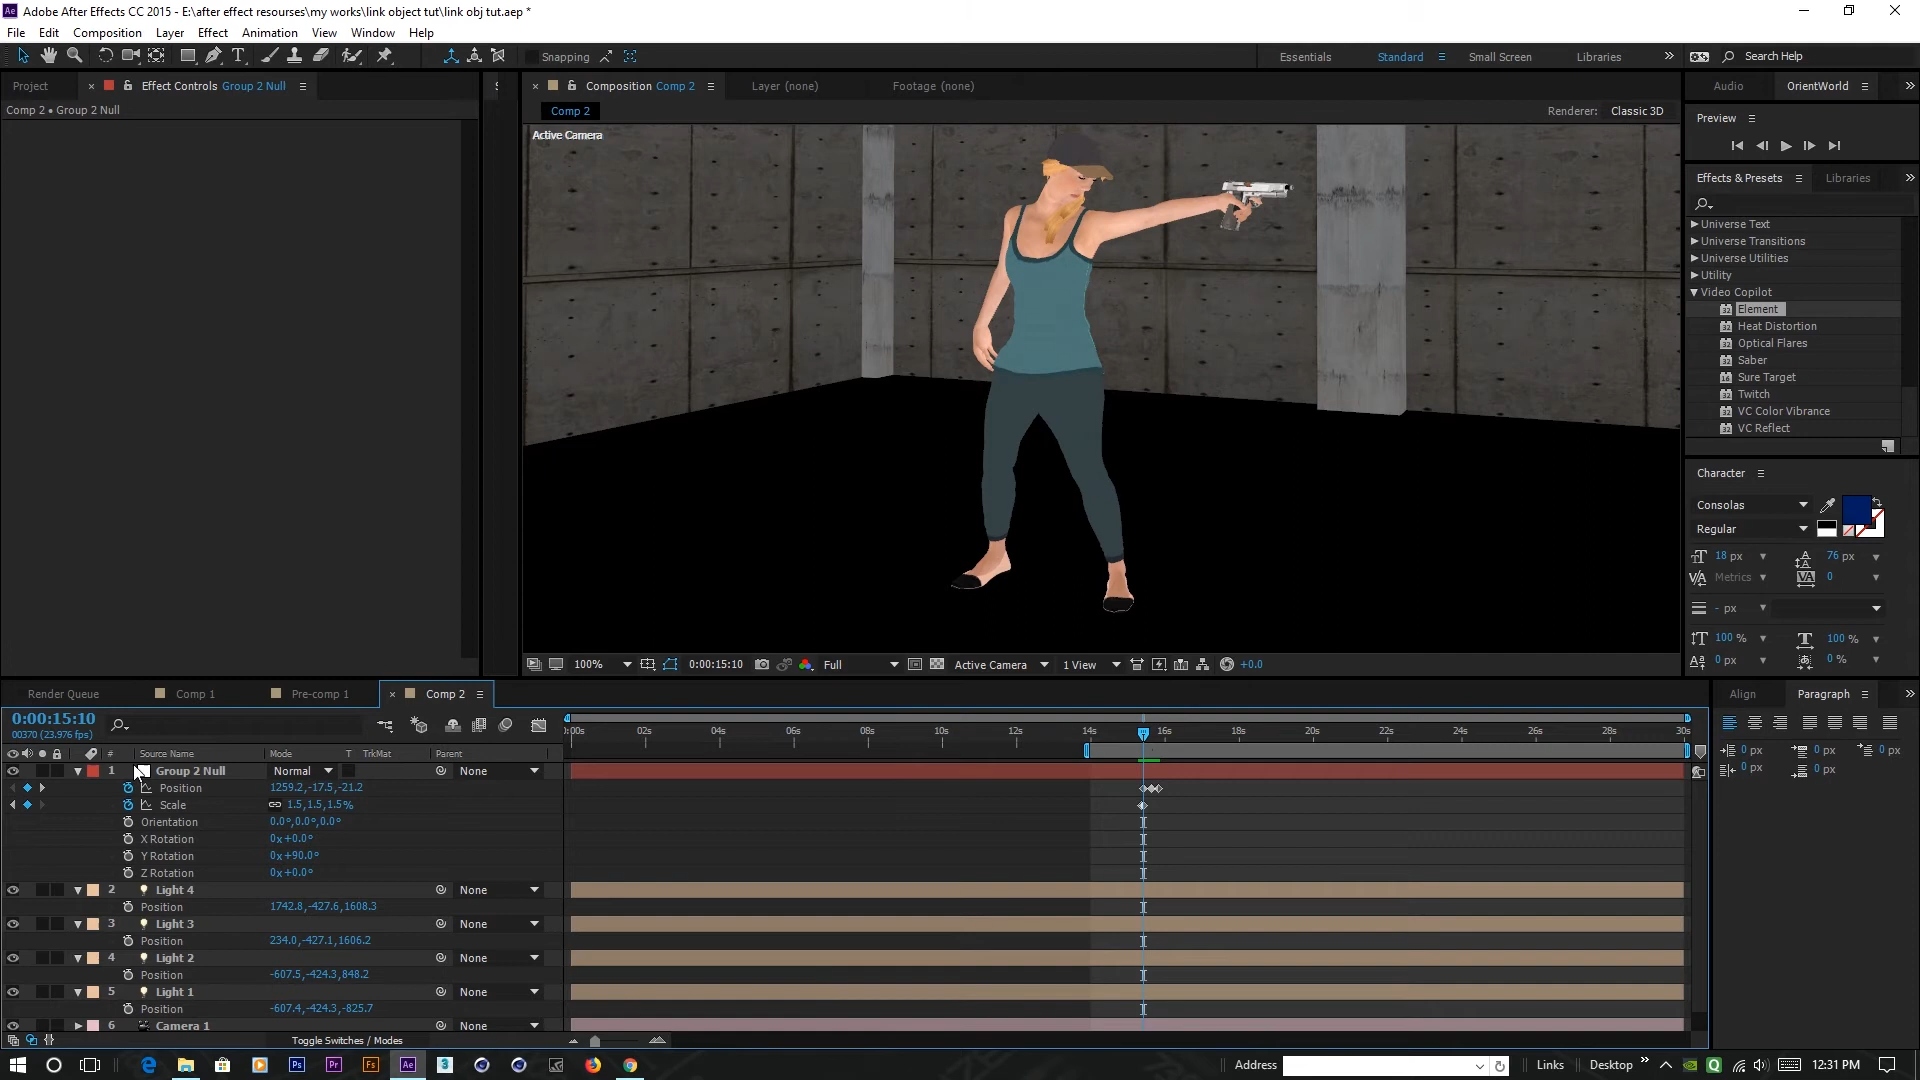 Adobe After Effects CC 2015 - E:\after effect resourses\my works\link object tut\link obj tut.aep *
File Edit Composition Layer Effect Animation View Window Help
Snapping
Essentials Standard Small Screen Libraries Search Help
Project Effect Controls Group 2 Null
Composition Comp 2 Layer (none) Footage (none)
Audio OrientWorld
Comp 2 • Group 2 Null
Comp 2
Renderer: Classic 3D
Preview
Active Camera
Effects & Presets Libraries
Universe Text
Universe Transitions
Universe Utilities
Utility
Video Copilot
Element
Heat Distortion
Optical Flares
Saber
Sure Target
Twitch
VC Color Vibrance
VC Reflect
Character
Consolas
Regular
18 px 76 px
Metrics 0
- px
100 % 100 %
0 px 0 %
100% 0:00:15:10 Full Active Camera 1 View +0.0
Render Queue Comp 1 Pre-comp 1 Comp 2
Align Paragraph
0:00:15:10
00370 (23.976 fps)
:00s 02s 04s 06s 08s 10s 12s 14s 16s 18s 20s 22s 24s 26s 28s 30s
# Source Name Mode T TrkMat Parent
0 px 0 px 0 px
0 px 0 px
1 Group 2 Null Normal None
Position 1259.2,-17.5,-21.2
Scale 1.5,1.5,1.5%
Orientation 0.0°,0.0°,0.0°
X Rotation 0x+0.0°
Y Rotation 0x+90.0°
Z Rotation 0x+0.0°
2 Light 4 None
Position 1742.8,-427.6,1608.3
3 Light 3 None
Position 234.0,-427.1,1606.2
4 Light 2 None
Position -607.5,-424.3,848.2
5 Light 1 None
Position -607.4,-424.3,-825.7
6 Camera 1 None
Toggle Switches / Modes
Address Links Desktop 12:31 PM